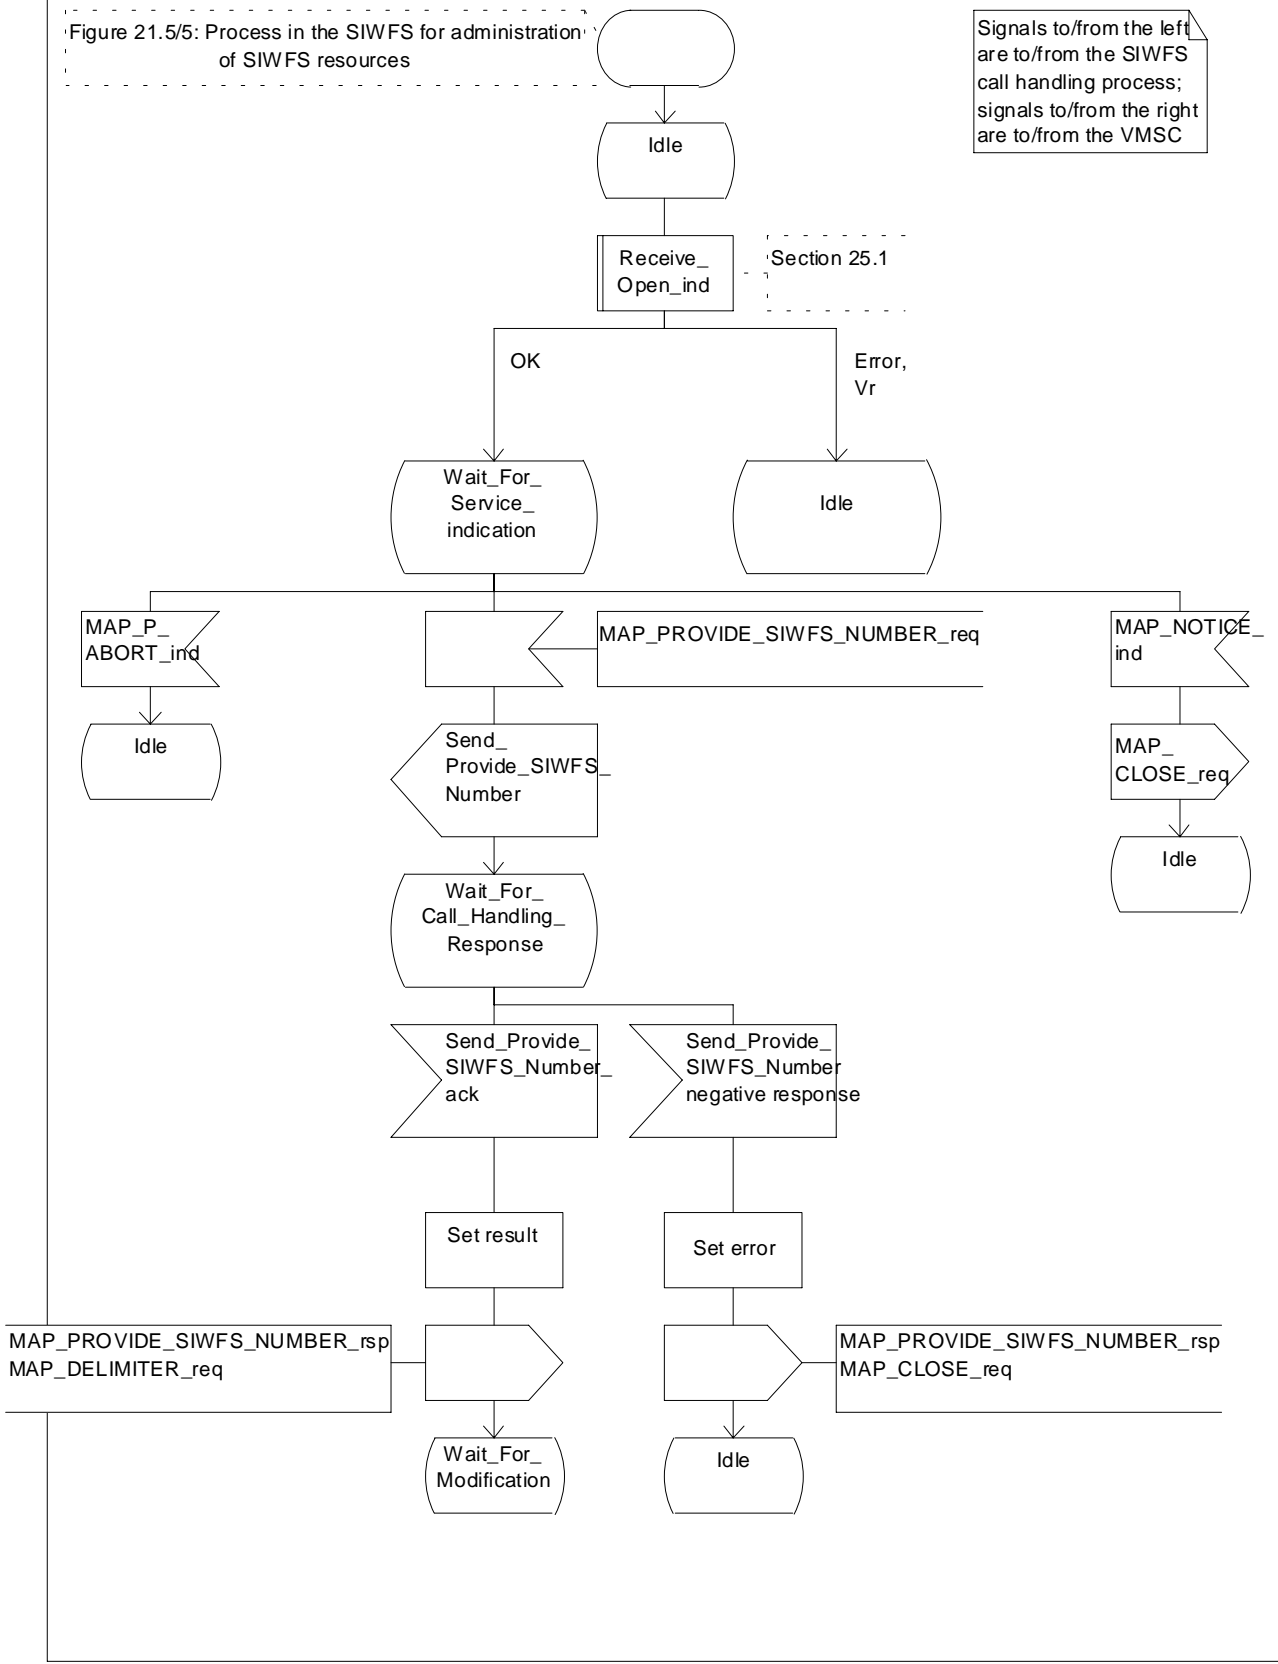 Figure 21.5/5: Process in the SIWFS for administration
of SIWFS resources
Signals to/from the left
are to/from the SIWFS
call handling process;
signals to/from the right
are to/from the VMSC
Idle
Receive_
Open_ind
Section 25.1
OK
Error,
Vr
Wait_For_
Service_
indication
Idle
MAP_P_
ABORT_ind
MAP_PROVIDE_SIWFS_NUMBER_req
MAP_NOTICE_
ind
Idle
Send_
Provide_SIWFS_
Number
MAP_
CLOSE_req
Idle
Wait_For_
Call_Handling_
Response
Send_Provide_
SIWFS_Number_
ack
Send_Provide_
SIWFS_Number
negative response
Set result
Set error
MAP_PROVIDE_SIWFS_NUMBER_rsp
MAP_DELIMITER_req
MAP_PROVIDE_SIWFS_NUMBER_rsp
MAP_CLOSE_req
Wait_For_
Modification
Idle